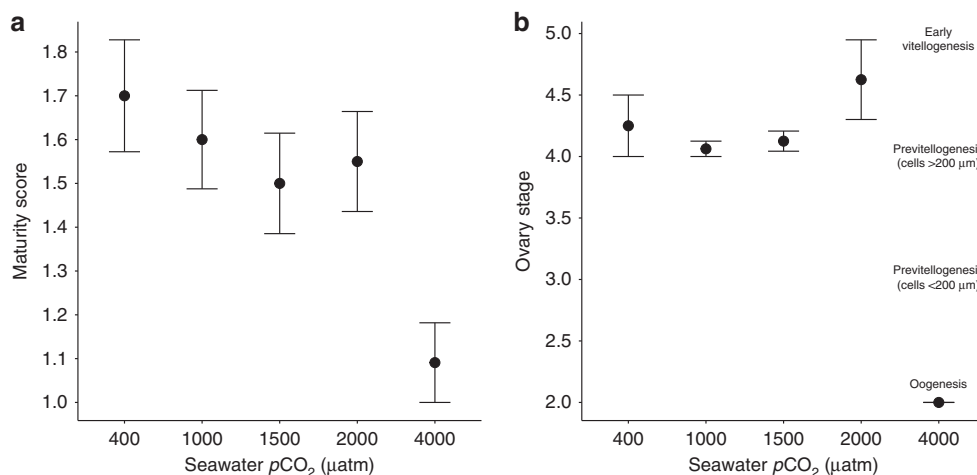 a
1.8
1.7
1.6
1.5
1.4
1.3
1.2
1.1
1.0
Maturity score
400 1000 1500 2000 4000
Seawater pCO2 (μatm)
b
5.0
4.5
4.0
3.5
3.0
2.5
2.0
Ovary stage
Early
vitellogenesis
Previtellogenesis
(cells >200 μm)
Previtellogenesis
(cells <200 μm)
Oogenesis
400 1000 1500 2000 4000
Seawater pCO2 (μatm)